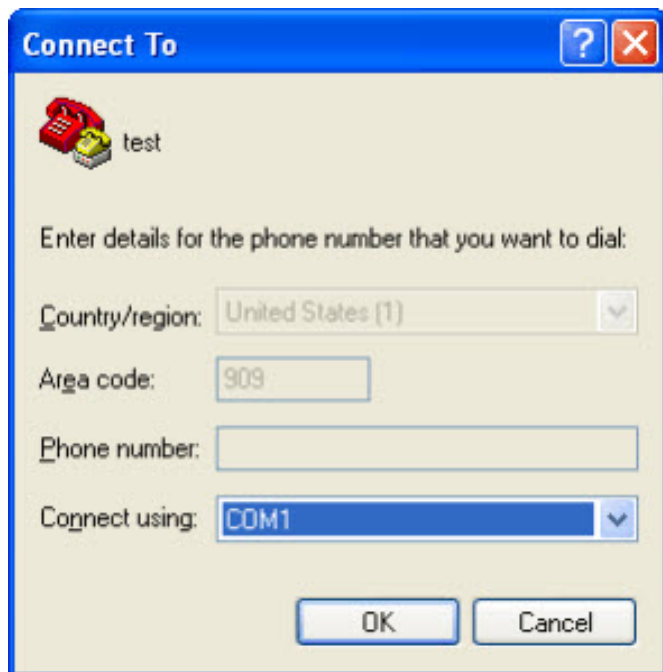 Connect To
?
test
Enter details for the phone number that you want to dial:
Country/region: United States (1)
Area code: 909
Phone number:
Connect using: COM1
OK Cancel